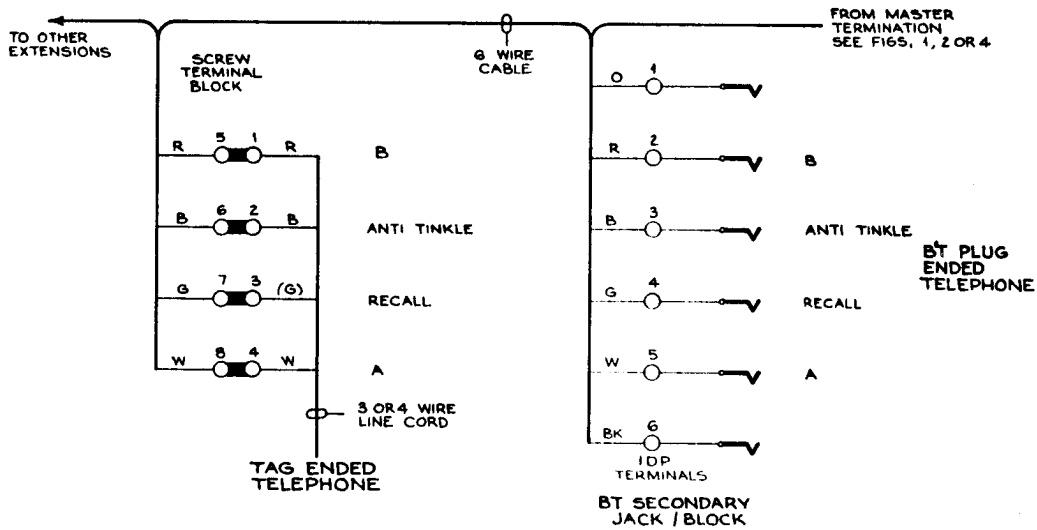 TO OTHER
EXTENSIONS
6 WIRE
CABLE
FROM MASTER
TERMINATION
SEE FIGS, 1, 2 OR 4
SCREW
TERMINAL
BLOCK
R 5 1 R B
B 6 2 B ANTI TINKLE
G 7 3 (G) RECALL
W 8 4 W A
3 OR 4 WIRE
LINE CORD
TAG ENDED
TELEPHONE
O 1
R 2 B
B 3 ANTI TINKLE
G 4 RECALL
W 5 A
BK 6
IDP
TERMINALS
BT SECONDARY
JACK / BLOCK
BT PLUG
ENDED
TELEPHONE